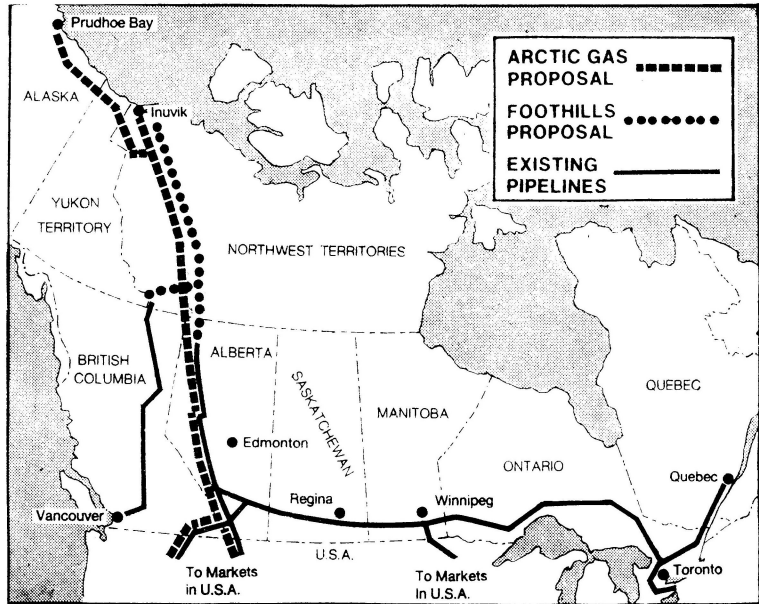 Prudhoe Bay
ARCTIC GAS
PROPOSAL
FOOTHILLS
PROPOSAL
EXISTING
PIPELINES
ALASKA
Inuvik
YUKON
TERRITORY
NORTHWEST TERRITORIES
BRITISH
COLUMBIA
ALBERTA
SASKATCHEWAN
MANITOBA
QUEBEC
ONTARIO
Edmonton
Regina
Winnipeg
Quebec
Vancouver
U.S.A.
To Markets
in U.S.A.
To Markets
in U.S.A.
Toronto